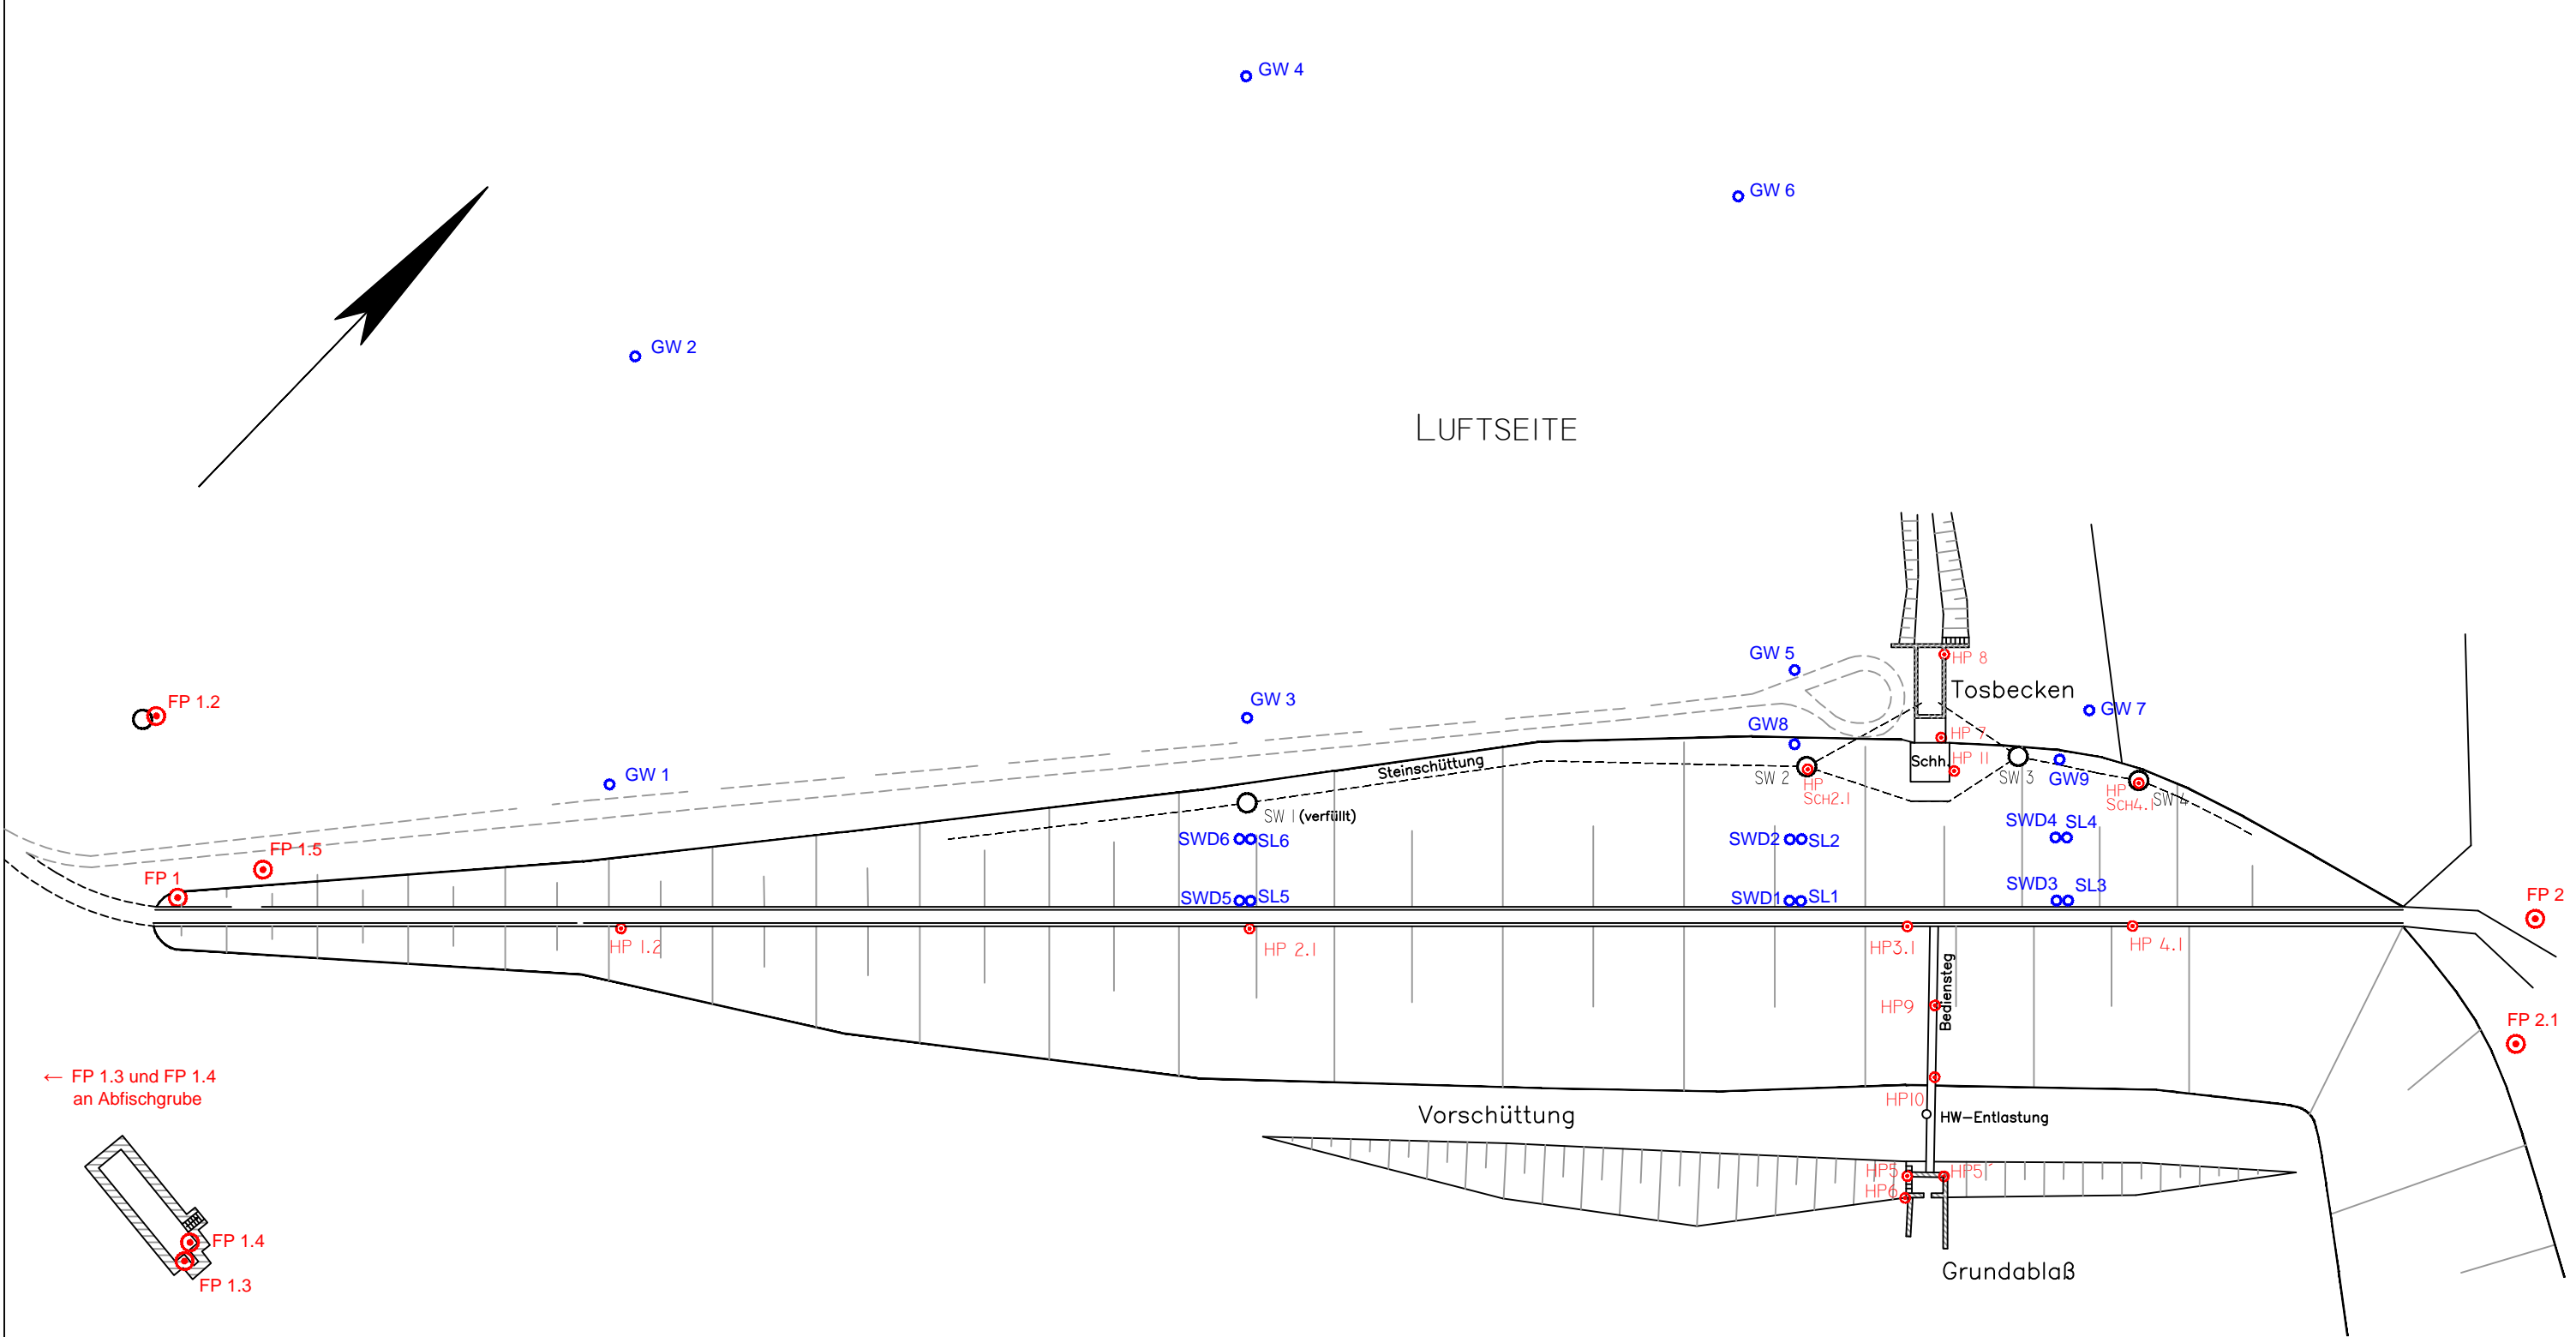 GW 4
GW 6
GW 2
LUFTSEITE
GW 5
HP 8
Tosbecken
FP 1.2
GW 3
GW 7
GW8
HP 7
GW 1
Steinschüttung
Schh.
HP 11
SW 2
SW 3
GW9
HP
SCH2.1
HP
SCH4.1
SW 4
SW 1 (verfüllt)
SWD6
SL6
SWD2
SL2
SWD4
SL4
FP 1.5
FP 1
SWD5
SL5
SWD1
SL1
SWD3
SL3
FP 2
HP 1.2
HP 2.1
HP3.1
HP 4.1
Bediensteg
HP9
FP 2.1
← FP 1.3 und FP 1.4
an Abfischgrube
HP10
Vorschüttung
HW-Entlastung
HP5
HP5´
HP6
FP 1.4
FP 1.3
Grundablaß